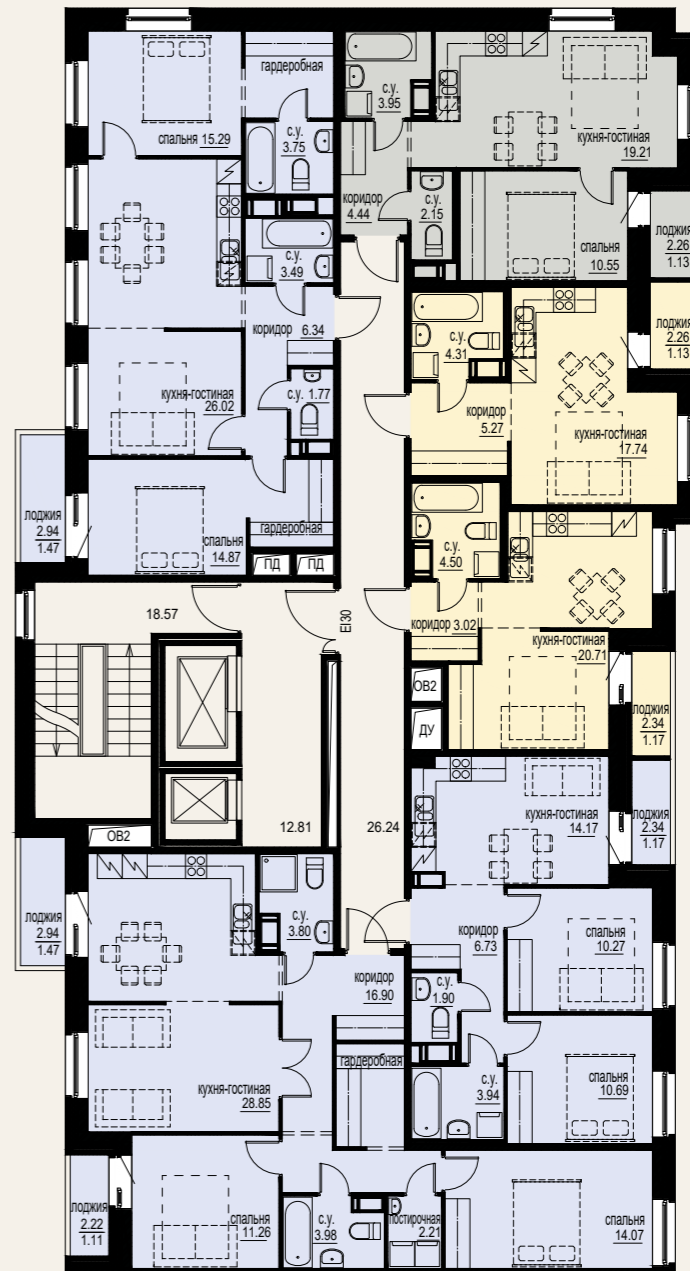 гардеробная
спальня 15.29
с.у.
3.75
с.у.
3.95
кухня-гостиная
19.21
коридор
4.44
с.у.
2.15
спальня
10.55
лоджия
2.26
1.13
с.у.
3.49
коридор 6.34
кухня-гостиная
26.02
с.у. 1.77
с.у.
4.31
коридор
5.27
кухня-гостиная
17.74
лоджия
2.26
1.13
лоджия
2.94
1.47
спальня
14.87
гардеробная
ПД
ПД
с.у.
4.50
коридор 3.02
кухня-гостиная
20.71
лоджия
2.34
1.17
18.57
EI30
ОВ2
ДУ
12.81
26.24
ОВ2
кухня-гостиная
14.17
лоджия
2.34
1.17
лоджия
2.94
1.47
с.у.
3.80
коридор
16.90
гардеробная
кухня-гостиная
28.85
коридор
6.73
спальня
10.27
с.у.
1.90
с.у.
3.94
спальня
10.69
лоджия
2.22
1.11
спальня
11.26
с.у.
3.98
постирочная
2.21
спальня
14.07